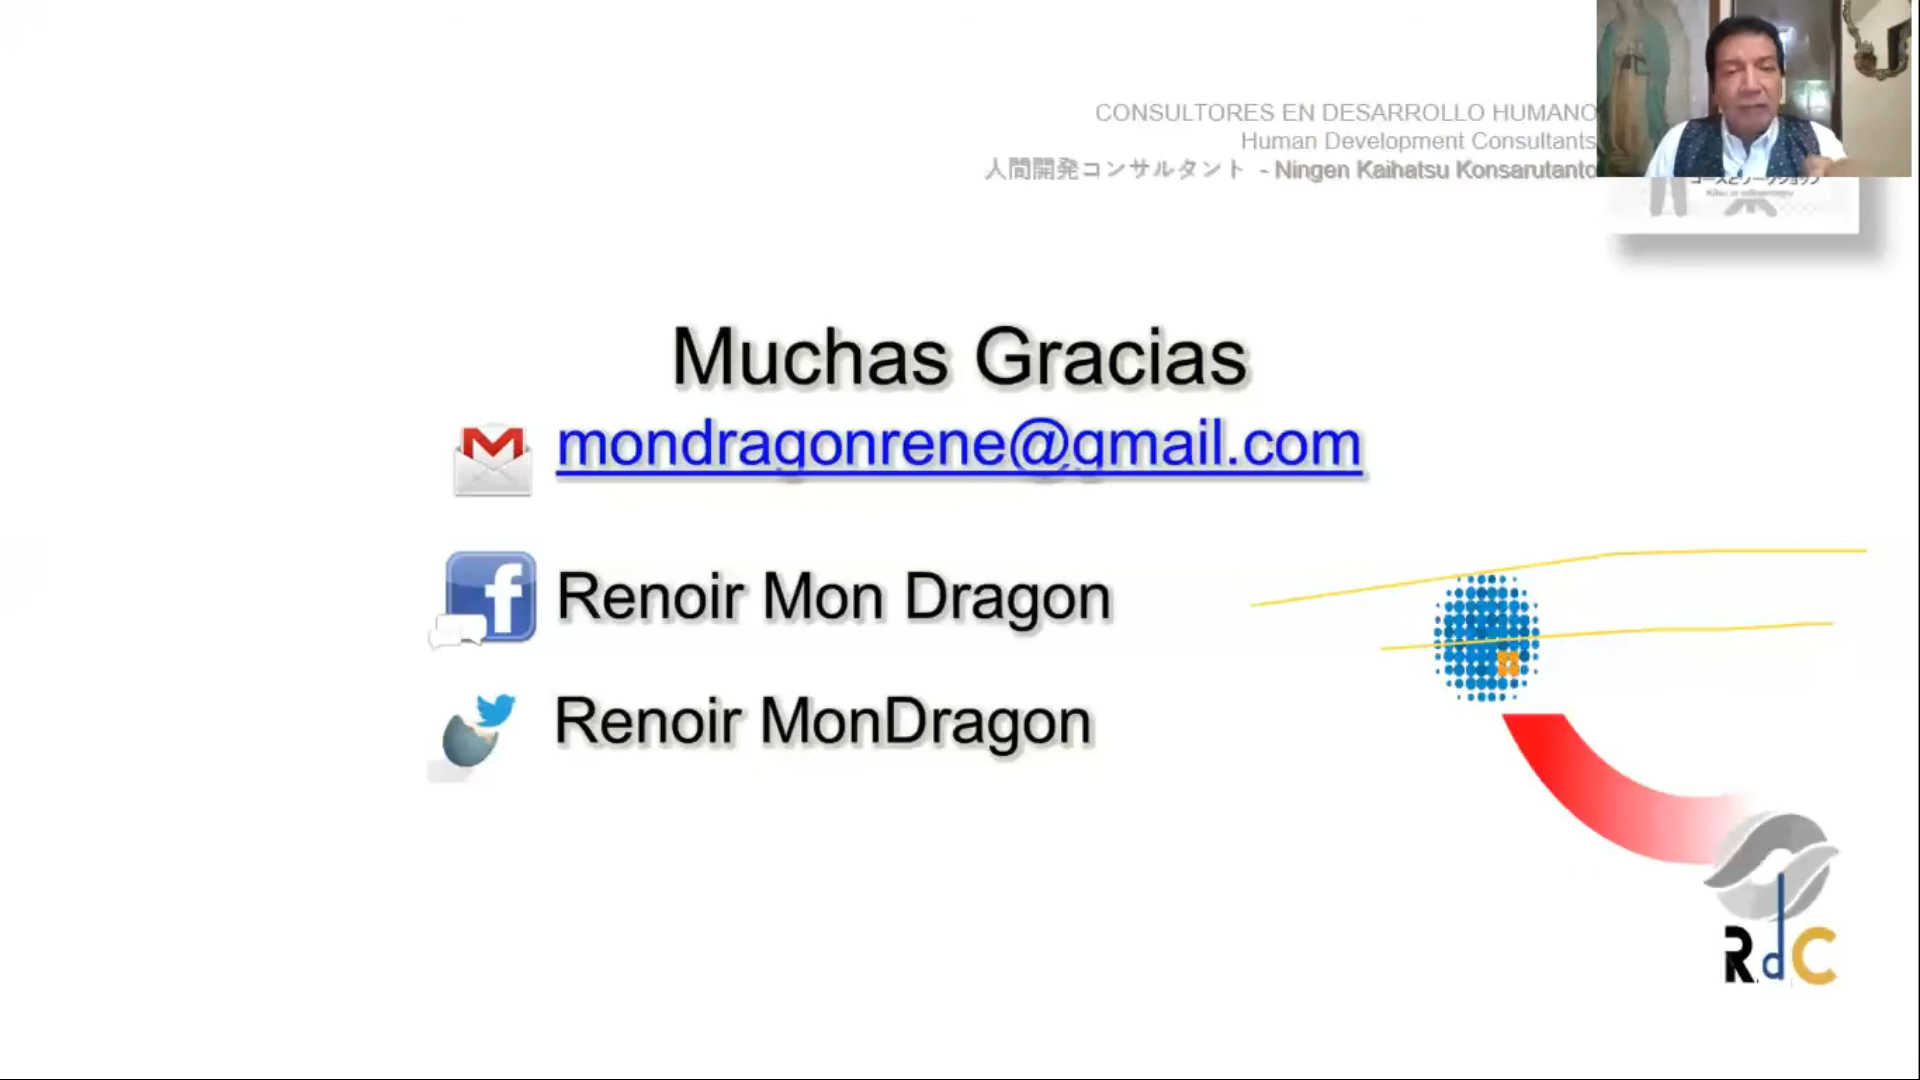 CONSULTORES EN DESARROLLO HUMANO
Human Development Consultants
人間開発コンサルタント - Ningen Kaihatsu Konsarutanto
Muchas Gracias
mondragonrene@gmail.com
Renoir Mon Dragon
Renoir MonDragon
RdC